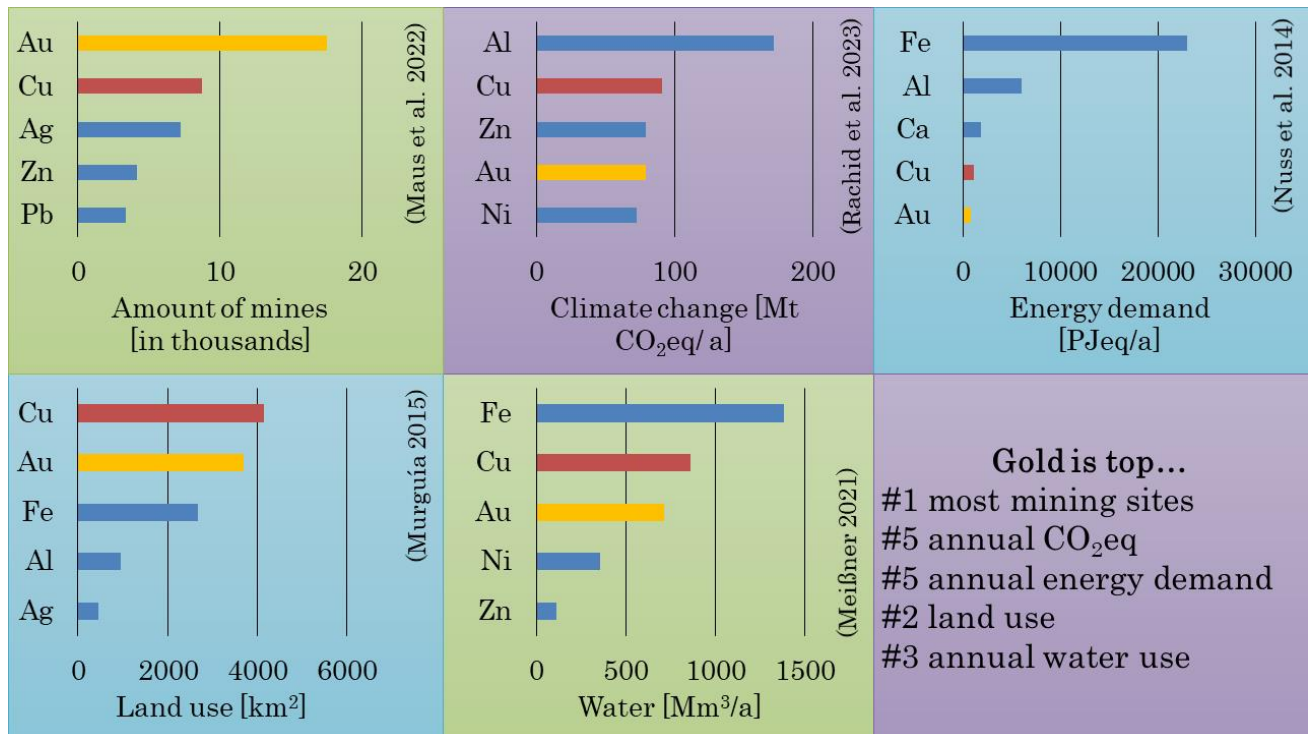 Au
Cu
Ag
Zn
Pb
0 10 20
Amount of mines
[in thousands]
(Maus et al. 2022)
Al
Cu
Zn
Au
Ni
0 100 200
Climate change [Mt
CO₂eq/ a]
(Rachid et al. 2023)
Fe
Al
Ca
Cu
Au
0 10000 20000 30000
Energy demand
[PJeq/a]
(Nuss et al. 2014)
Cu
Au
Fe
Al
Ag
0 2000 4000 6000
Land use [km²]
(Murguía 2015)
Fe
Cu
Au
Ni
Zn
0 500 1000 1500
Water [Mm³/a]
(Meißner 2021)
Gold is top...
#1 most mining sites
#5 annual CO₂eq
#5 annual energy demand
#2 land use
#3 annual water use